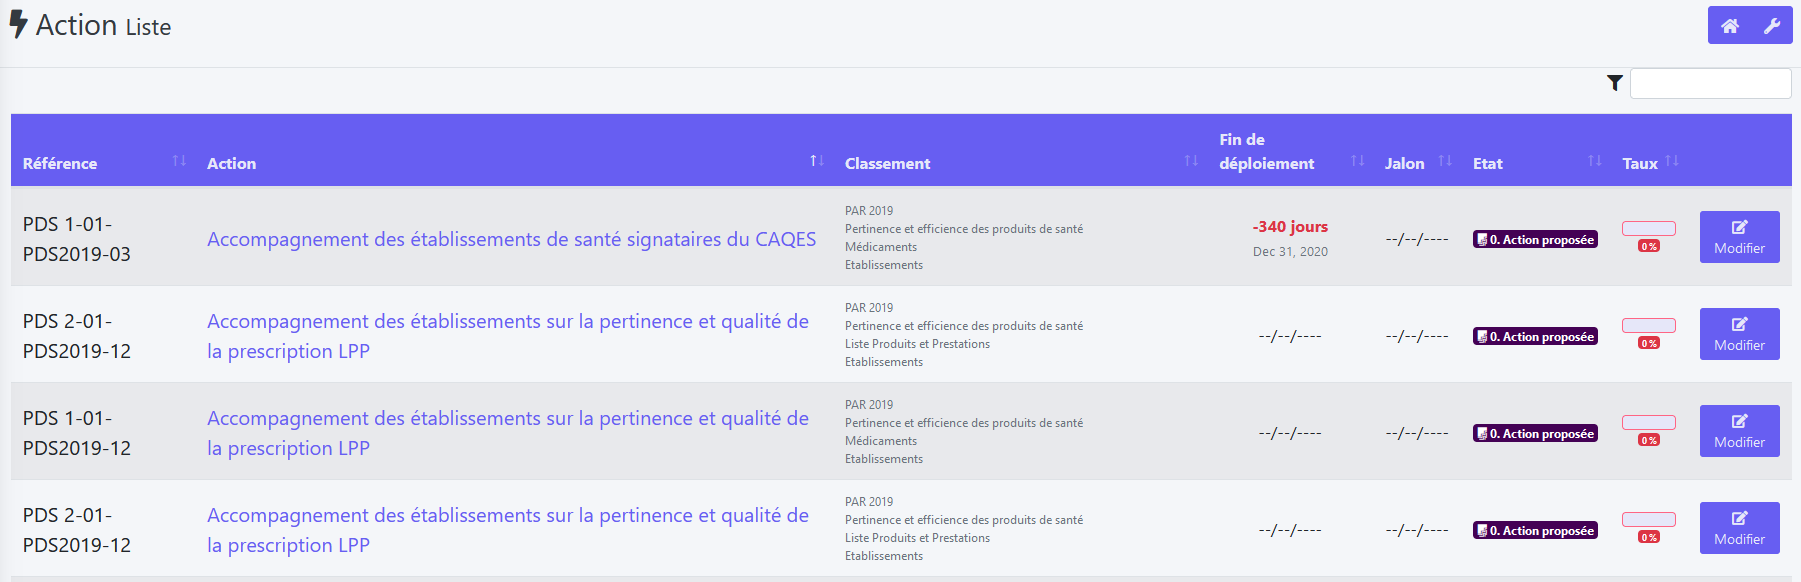 Action Liste
Référence
Action
Classement
Fin de
déploiement
Jalon
Etat
Taux
PDS 1-01-
PDS2019-03
Accompagnement des établissements de santé signataires du CAQES
PAR 2019
Pertinence et efficience des produits de santé
Médicaments
Etablissements
-340 jours
Dec 31, 2020
--/--/----
0. Action proposée
0 %
Modifier
PDS 2-01-
PDS2019-12
Accompagnement des établissements sur la pertinence et qualité de
la prescription LPP
PAR 2019
Pertinence et efficience des produits de santé
Liste Produits et Prestations
Etablissements
--/--/----
--/--/----
0. Action proposée
0 %
Modifier
PDS 1-01-
PDS2019-12
Accompagnement des établissements sur la pertinence et qualité de
la prescription LPP
PAR 2019
Pertinence et efficience des produits de santé
Médicaments
Etablissements
--/--/----
--/--/----
0. Action proposée
0 %
Modifier
PDS 2-01-
PDS2019-12
Accompagnement des établissements sur la pertinence et qualité de
la prescription LPP
PAR 2019
Pertinence et efficience des produits de santé
Liste Produits et Prestations
Etablissements
--/--/----
--/--/----
0. Action proposée
0 %
Modifier